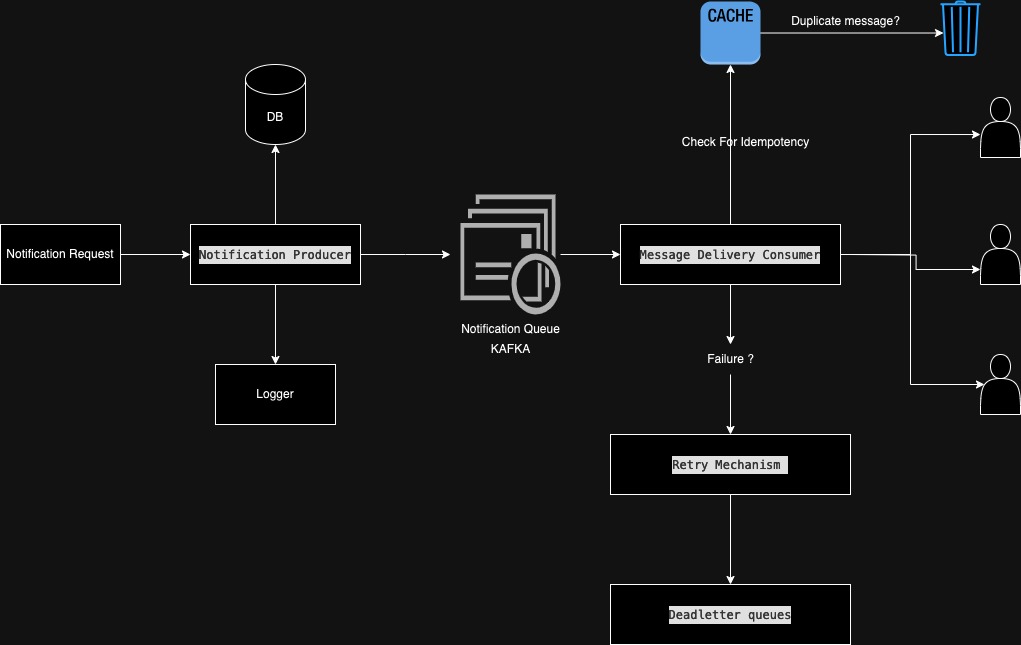 CACHE
Duplicate message?
DB
Check For Idempotency
Notification Request
Notification Producer
Message Delivery Consumer
Notification Queue
KAFKA
Failure ?
Logger
Retry Mechanism
Deadletter queues